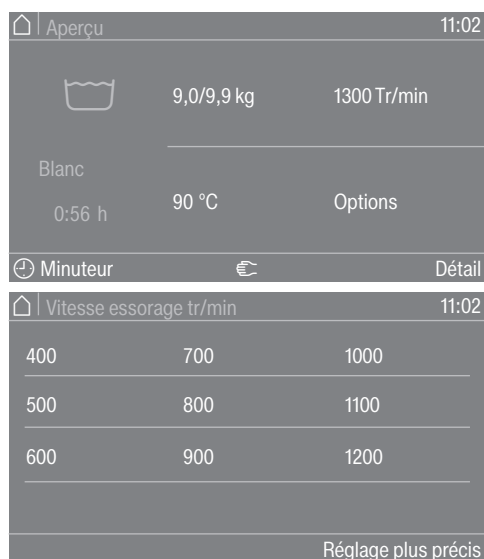 Aperçu 11:02
9,0/9,9 kg 1300 Tr/min
Blanc
0:56 h
90 °C Options
Minuteur Détail
Vitesse essorage tr/min 11:02
400 700 1000
500 800 1100
600 900 1200
Réglage plus précis